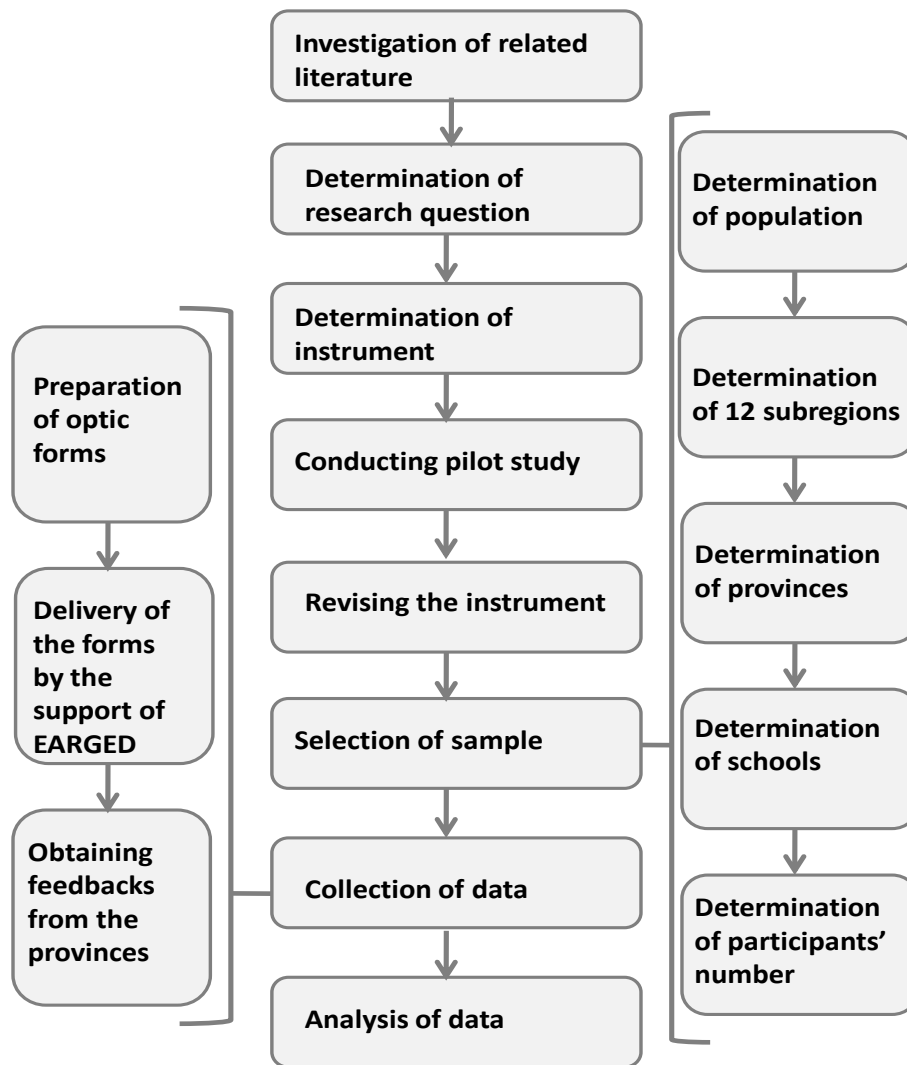 Investigation of related
literature
Determination of
research question
Determination of
instrument
Conducting pilot study
Revising the instrument
Selection of sample
Collection of data
Analysis of data
Preparation
of optic
forms
Delivery of
the forms
by the
support of
EARGED
Obtaining
feedbacks
from the
provinces
Determination
of population
Determination
of 12 subregions
Determination
of provinces
Determination
of schools
Determination
of participants’
number